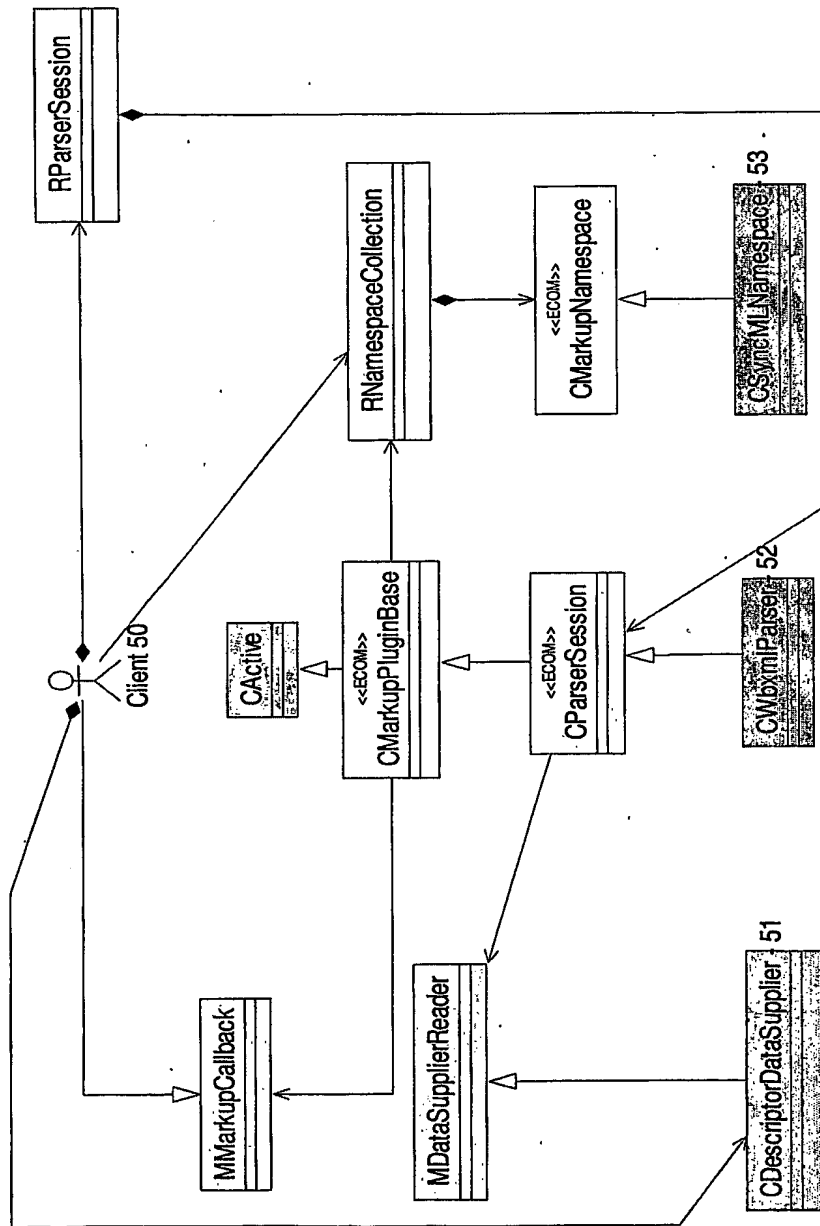 RParserSession
Client 50
CActive
<<ECOM>>
CMarkupPluginBase
RNamespaceCollection
MMarkupCallback
MDataSupplierReader
<<ECOM>>
CParserSession
<<ECOM>>
CMarkupNamespace
CDescriptorDataSupplier - 51
CWbxmlParser - 52
CSyncMLNamespace - 53